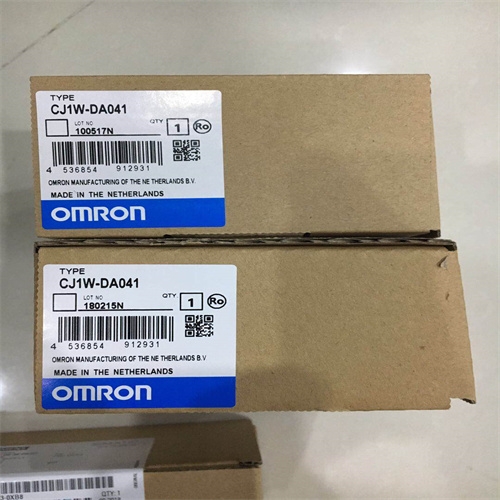 TYPE
CJ1W-DA041
LOT NO QTY
100517N 1 Ro
4 536854 912931
OMRON MANUFACTURING OF THE NE THERLANDS B.V.
MADE IN THE NETHERLANDS
OMRON
TYPE
CJ1W-DA041
LOT NO QTY
180215N 1 Ro
4 536854 912931
OMRON MANUFACTURING OF THE NE THERLANDS B.V
MADE IN THE NETHERLANDS
OMRON
QTY: 1